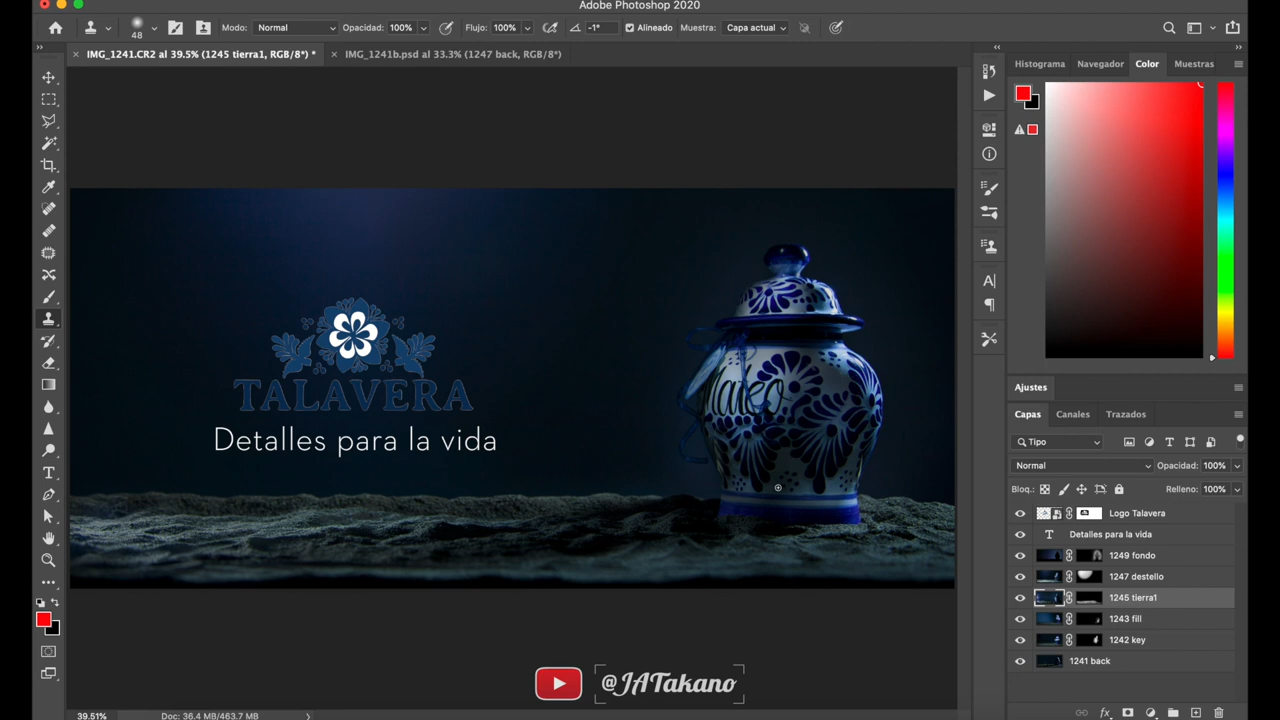 Adobe Photoshop 2020
48
Modo: Normal
Opacidad: 100%
Flujo: 100%
-1°
Alineado
Muestra: Capa actual
IMG_1241.CR2 al 39.5% (1245 tierra1, RGB/8*) *
IMG_1241b.psd al 33.3% (1247 back, RGB/8*)
Histograma
Navegador
Color
Muestras
TALAVERA
Detalles para la vida
Mateo
Ajustes
Capas
Canales
Trazados
Tipo
Normal
Opacidad: 100%
Bloq.:
Relleno: 100%
Logo Talavera
Detalles para la vida
1249 fondo
1247 destello
1245 tierra1
1243 fill
1242 key
1241 back
@JATakano
39.51%
Doc: 36.4 MB/463.7 MB